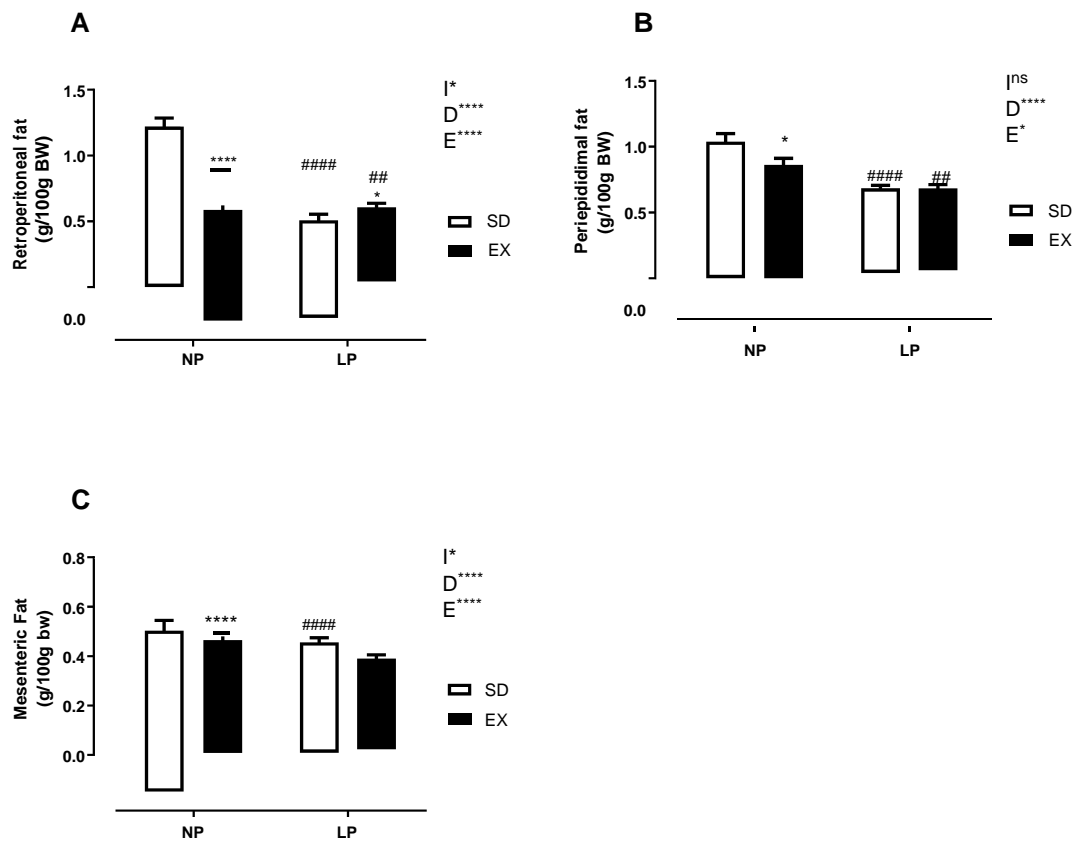 A
Retroperitoneal fat
(g/100g BW)
1.5
1.0
0.5
0.0
****
####
##
*
I*
D****
E****
SD
EX
NP
LP
B
Periepididimal fat
(g/100g BW)
1.5
1.0
0.5
0.0
*
####
##
Ins
D****
E*
SD
EX
NP
LP
C
Mesenteric Fat
(g/100g bw)
0.8
0.6
0.4
0.2
0.0
****
####
I*
D****
E****
SD
EX
NP
LP